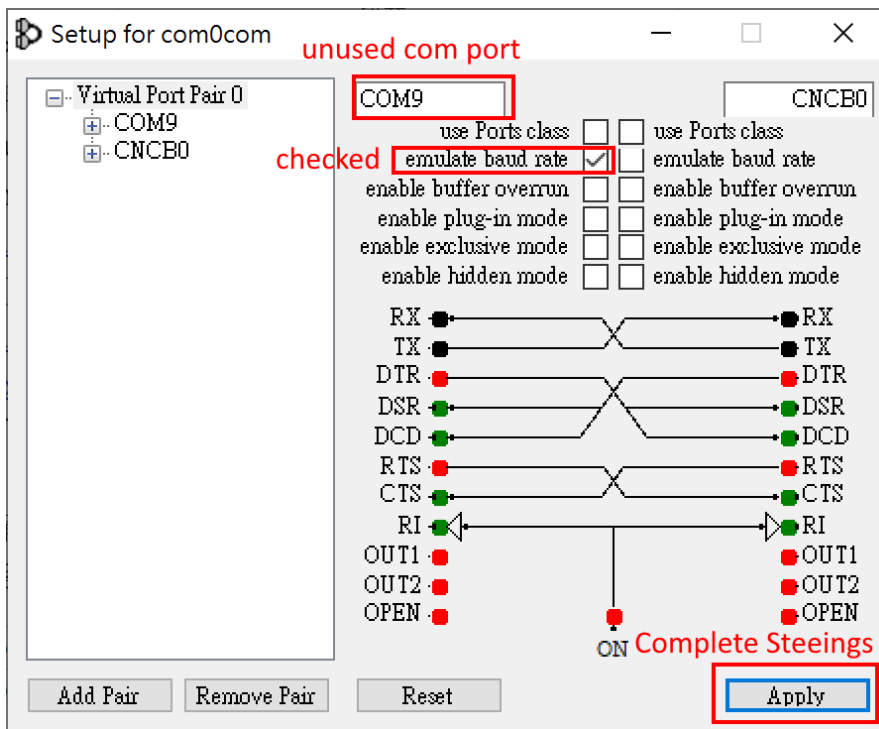 Setup for com0com
unused com port
Virtual Port Pair 0
COM9
CNCB0
COM9
CNCB0
use Ports class
use Ports class
checked
emulate baud rate
emulate baud rate
enable buffer overrun
enable buffer overrun
enable plug-in mode
enable plug-in mode
enable exclusive mode
enable exclusive mode
enable hidden mode
enable hidden mode
RX
RX
TX
TX
DTR
DTR
DSR
DSR
DCD
DCD
RTS
RTS
CTS
CTS
RI
RI
OUT1
OUT1
OUT2
OUT2
OPEN
OPEN
ON
Complete Steeings
Add Pair
Remove Pair
Reset
Apply